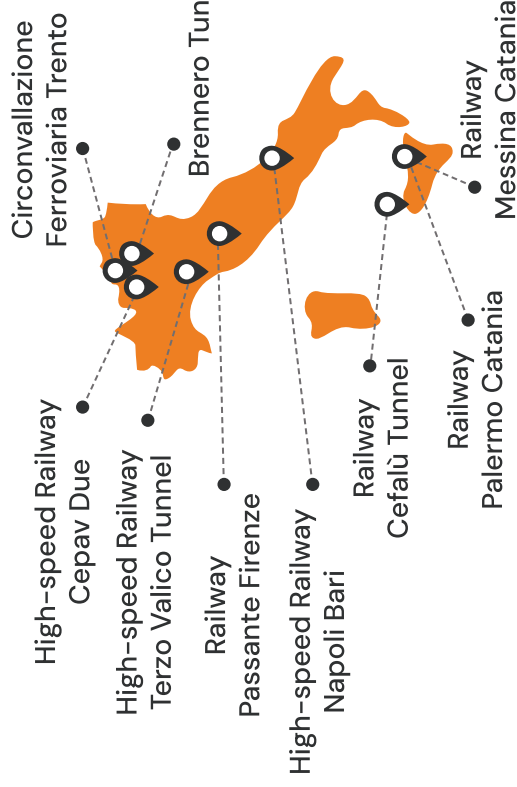 Circonvallazione
Ferroviaria Trento
Brennero Tun
Railway
Messina Catania
High-speed Railway
Cepav Due
High-speed Railway
Terzo Valico Tunnel
Railway
Passante Firenze
High-speed Railway
Napoli Bari
Railway
Cefalù Tunnel
Railway
Palermo Catania